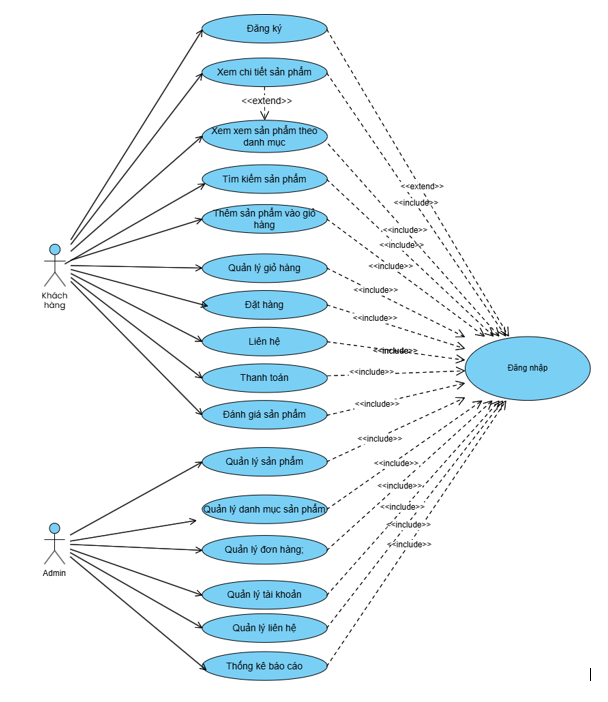 Đăng ký
Xem chi tiết sản phẩm
<<extend>>
Xem xem sản phẩm theo
danh mục
Tìm kiếm sản phẩm
Thêm sản phẩm vào giỏ
hàng
Quản lý giỏ hàng
Đặt hàng
Liên hệ
Thanh toán
Đánh giá sản phẩm
Khách
hàng
<<extend>>
<<include>>
<<include>>
<<include>>
<<include>>
<<include>>
<<include>>
<<include>>
<<include>>
<<include>>
Đăng nhập
Quản lý sản phẩm
Quản lý danh mục sản phẩm
Quản lý đơn hàng;
Quản lý tài khoản
Quản lý liên hệ
Thống kê báo cáo
Admin
<<include>>
<<include>>
<<include>>
<<include>>
<<include>>
<<include>>